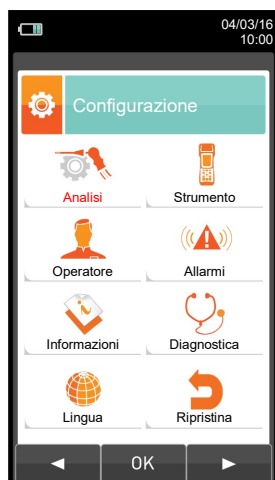 04/03/16
10:00
Configurazione
Analisi
Strumento
Operatore
Allarmi
Informazioni
Diagnostica
Lingua
Ripristina
OK